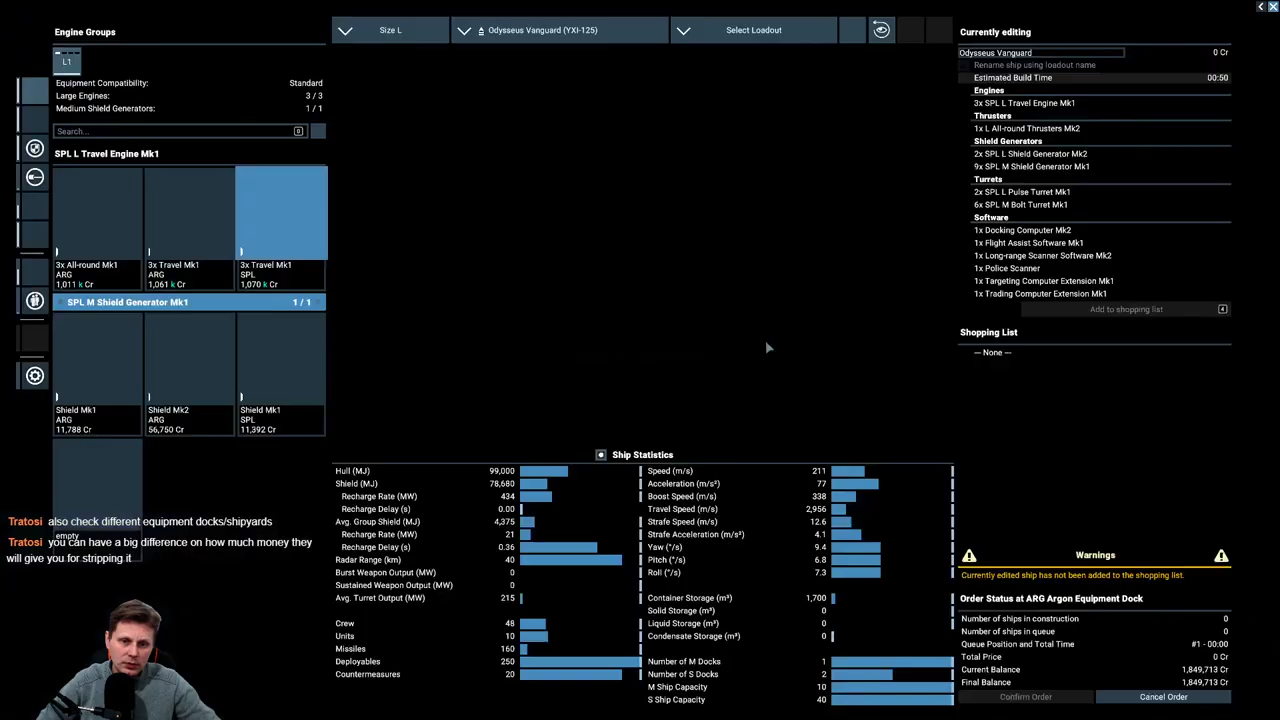 Engine Groups
L1
Equipment Compatibility: Standard
Large Engines: 3 / 3
Medium Shield Generators: 1 / 1
Search...
SPL L Travel Engine Mk1
3x All-round Mk1
ARG
1,011 k Cr
3x Travel Mk1
ARG
1,061 k Cr
3x Travel Mk1
SPL
1,070 k Cr
SPL M Shield Generator Mk1 1 / 1
Shield Mk1
ARG
11,788 Cr
Shield Mk2
ARG
56,750 Cr
Shield Mk1
SPL
11,392 Cr
empty
Tratosi also check different equipment docks/shipyards
Tratosi you can have a big difference on how much money they
will give you for stripping it
Size L
Odysseus Vanguard (YXI-125)
Select Loadout
Ship Statistics
Hull (MJ) 99,000
Shield (MJ) 78,680
Recharge Rate (MW) 434
Recharge Delay (s) 0.00
Avg. Group Shield (MJ) 4,375
Recharge Rate (MW) 21
Recharge Delay (s) 0.36
Radar Range (km) 40
Burst Weapon Output (MW) 0
Sustained Weapon Output (MW) 0
Avg. Turret Output (MW) 215
Crew 48
Units 10
Missiles 160
Deployables 250
Countermeasures 20
Speed (m/s) 211
Acceleration (m/s²) 77
Boost Speed (m/s) 338
Travel Speed (m/s) 2,956
Strafe Speed (m/s) 12.6
Strafe Acceleration (m/s²) 4.1
Yaw (°/s) 9.4
Pitch (°/s) 6.8
Roll (°/s) 7.3
Container Storage (m³) 1,700
Solid Storage (m³) 0
Liquid Storage (m³) 0
Condensate Storage (m³) 0
Number of M Docks 1
Number of S Docks 2
M Ship Capacity 10
S Ship Capacity 40
Currently editing
Odysseus Vanguard 0 Cr
Rename ship using loadout name
Estimated Build Time 00:50
Engines
3x SPL L Travel Engine Mk1
Thrusters
1x L All-round Thrusters Mk2
Shield Generators
2x SPL L Shield Generator Mk2
9x SPL M Shield Generator Mk1
Turrets
2x SPL L Pulse Turret Mk1
6x SPL M Bolt Turret Mk1
Software
1x Docking Computer Mk2
1x Flight Assist Software Mk1
1x Long-range Scanner Software Mk2
1x Police Scanner
1x Targeting Computer Extension Mk1
1x Trading Computer Extension Mk1
Add to shopping list
Shopping List
— None —
Warnings
Currently edited ship has not been added to the shopping list.
Order Status at ARG Argon Equipment Dock
Number of ships in construction 0
Number of ships in queue 0
Queue Position and Total Time #1 - 00:00
Total Price 0 Cr
Current Balance 1,849,713 Cr
Final Balance 1,849,713 Cr
Confirm Order
Cancel Order